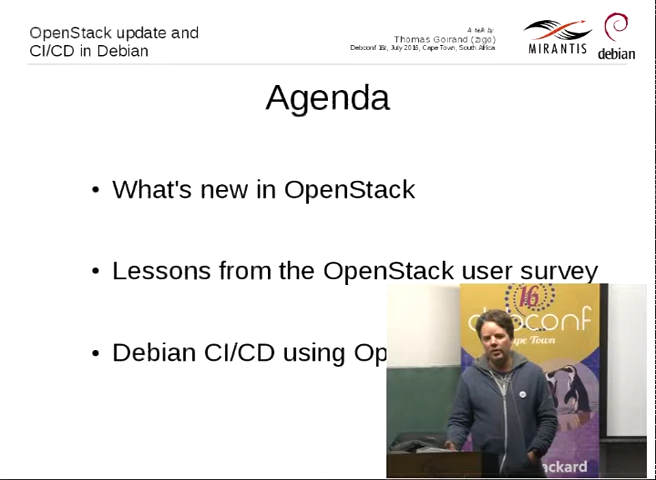 OpenStack update and
CI/CD in Debian
A talk by
Thomas Goirand (zigo)
Debconf 16, July 2016, Cape Town, South Africa
MIRANTIS
debian
Agenda
• What's new in OpenStack
• Lessons from the OpenStack user survey
• Debian CI/CD using Op
16
debconf
Cape Town
ackard